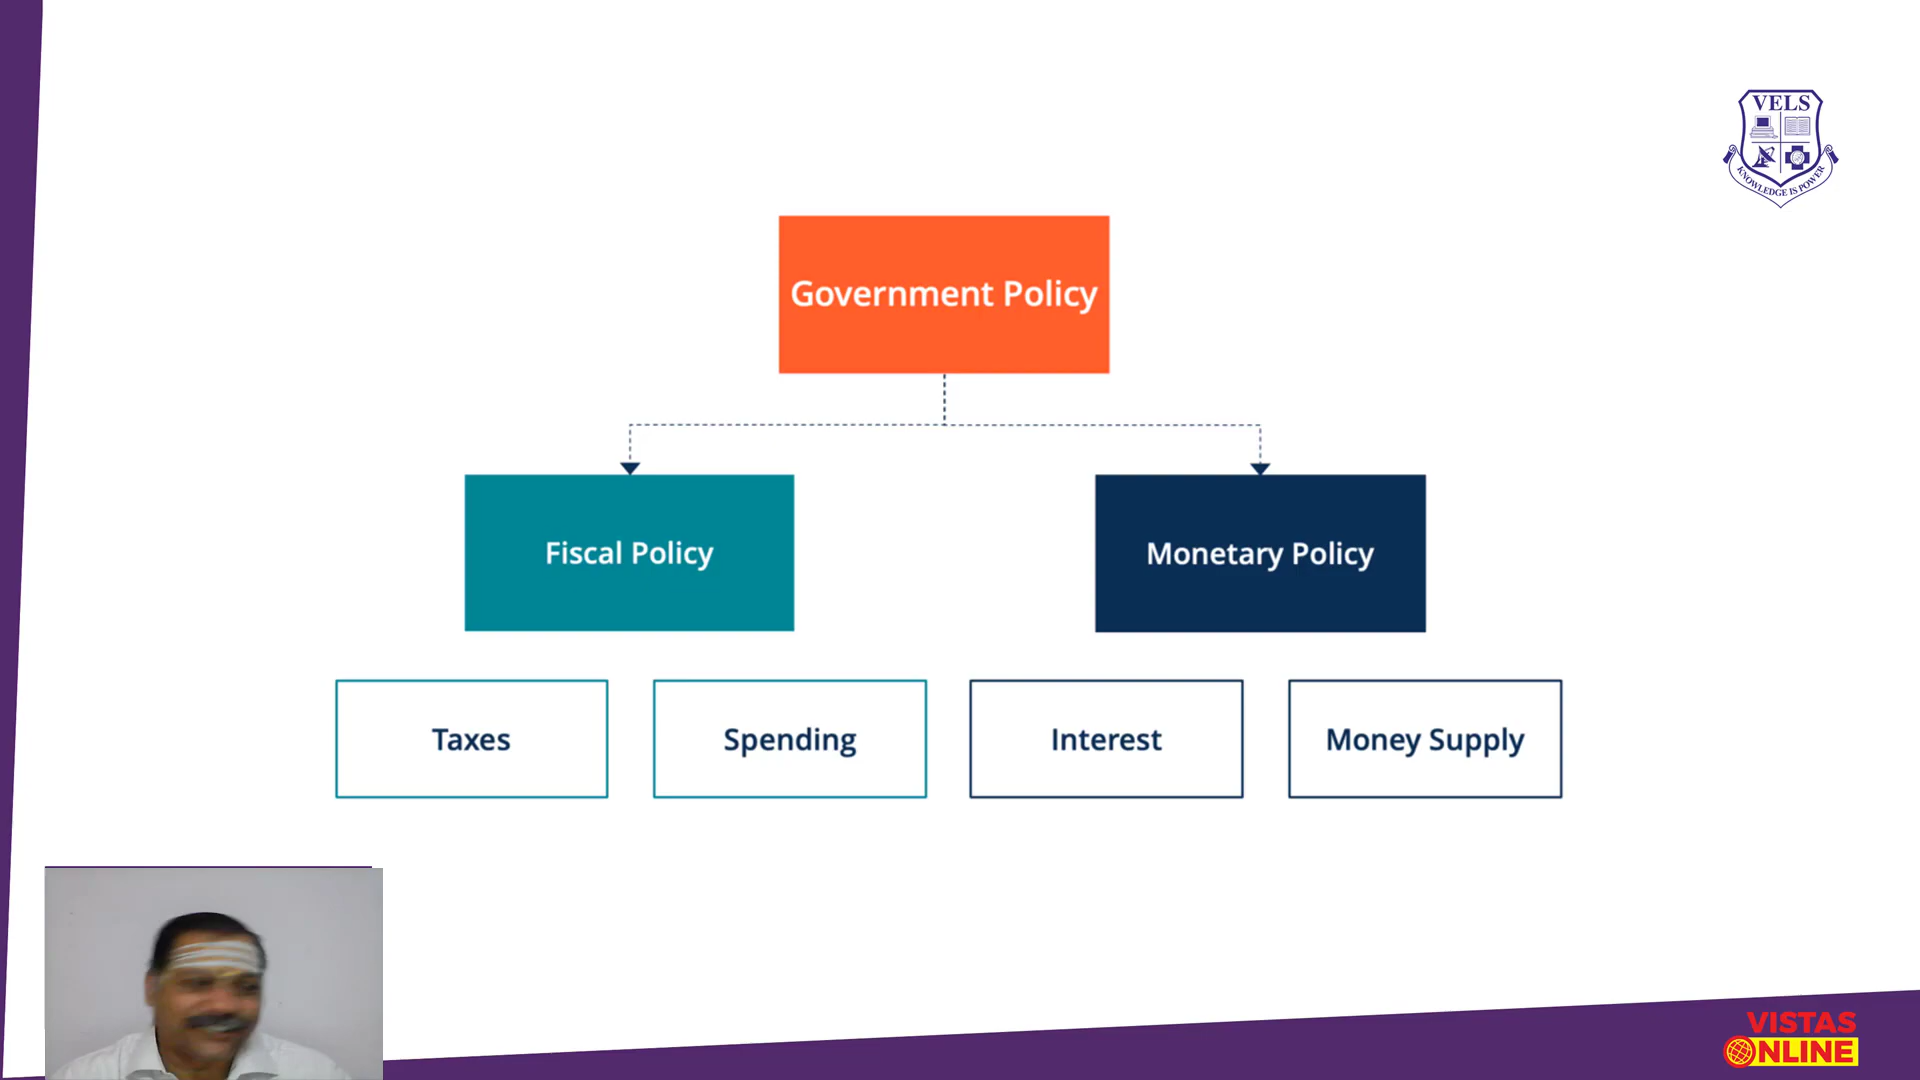 VELS
KNOWLEDGE IS POWER
Government Policy
Fiscal Policy
Monetary Policy
Taxes
Spending
Interest
Money Supply
VISTAS
ONLINE